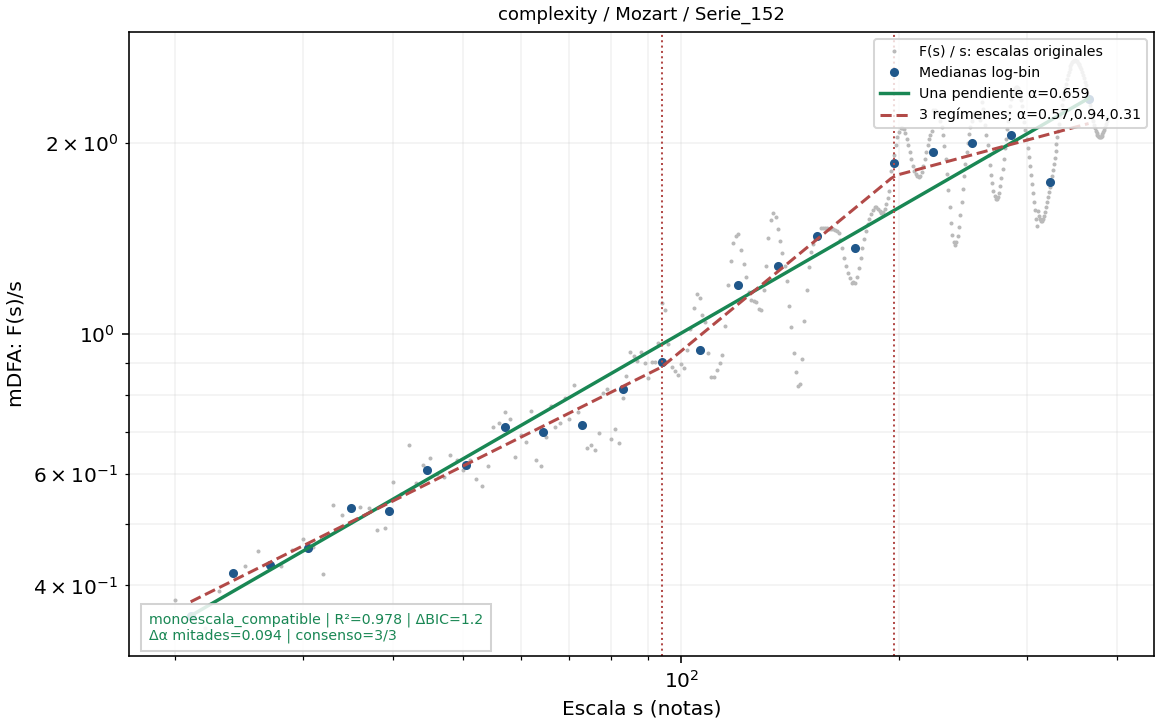 complexity / Mozart / Serie_152
F(s) / s: escalas originales
Medianas log-bin
Una pendiente α=0.659
3 regímenes; α=0.57,0.94,0.31
mDFA: F(s)/s
2 × 10⁰
10⁰
6 × 10⁻¹
4 × 10⁻¹
monoescala_compatible | R²=0.978 | ΔBIC=1.2
Δα mitades=0.094 | consenso=3/3
10²
Escala s (notas)